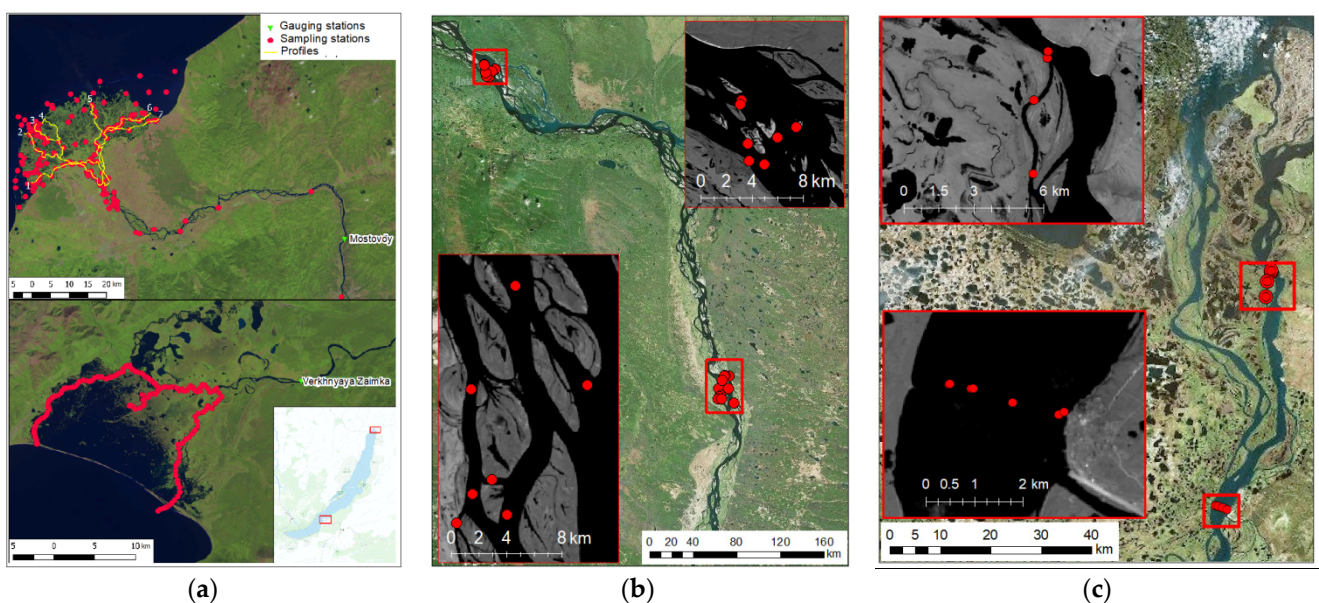 Gauging stations
Sampling stations
Profiles
5
6
3 4
7
2
1
Mostovoy
5 0 5 10 15 20 km
Verkhnyaya Zaimka
5 0 5 10 km
0 2 4 8 km
0 2 4 8 km
0 20 40 80 120 160 km
0 1.5 3 6 km
0 0.5 1 2 km
0 5 10 20 30 40 km
(a) (b) (c)